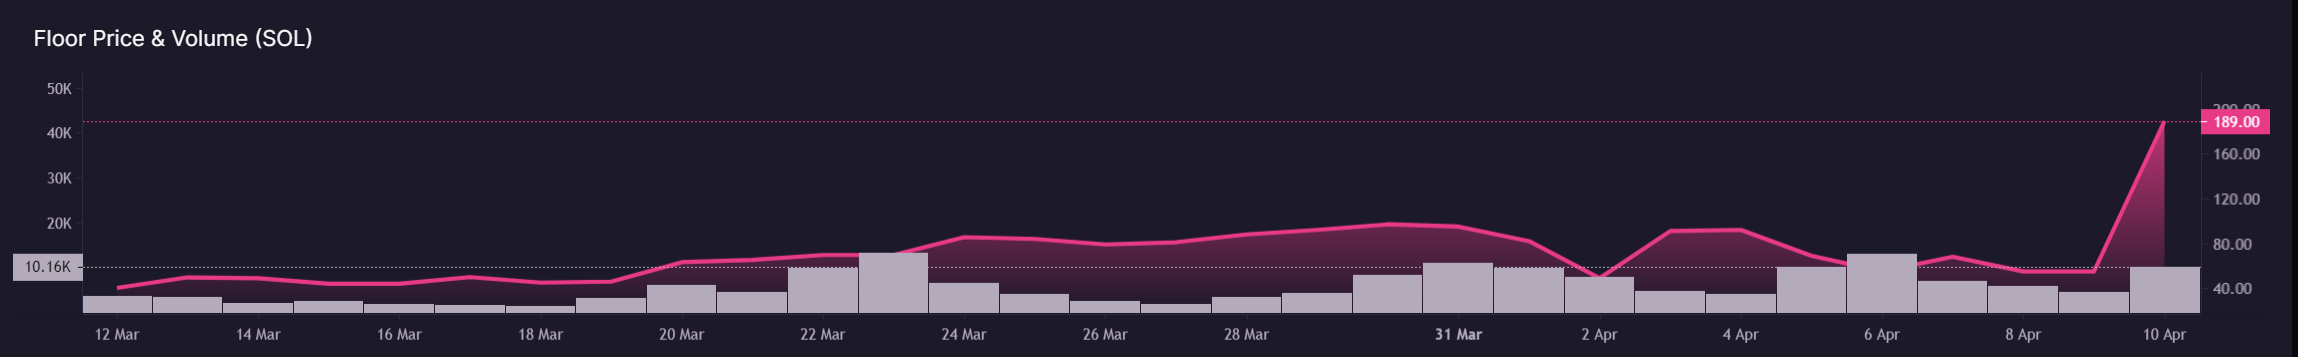 Floor Price & Volume (SOL)
50K
40K
30K
20K
10.16K
200.00
189.00
160.00
120.00
80.00
40.00
12 Mar 14 Mar 16 Mar 18 Mar 20 Mar 22 Mar 24 Mar 26 Mar 28 Mar 31 Mar 2 Apr 4 Apr 6 Apr 8 Apr 10 Apr